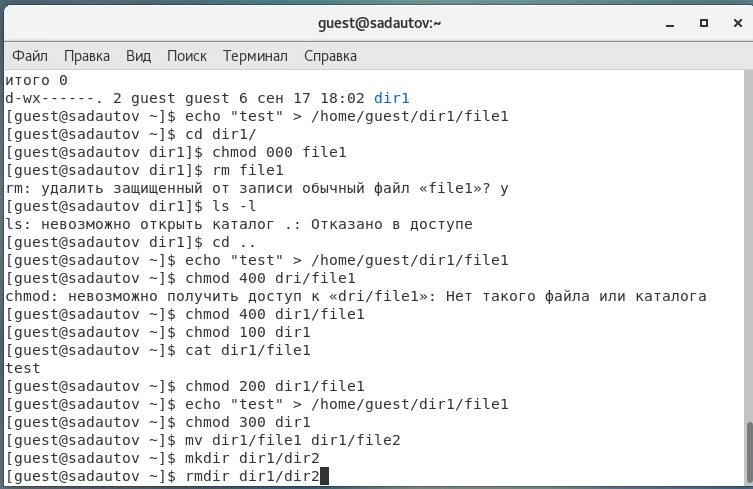 guest@sadautov:~
Файл Правка Вид Поиск Терминал Справка
итого 0
d-wx------. 2 guest guest 6 сен 17 18:02 dir1
[guest@sadautov ~]$ echo "test" > /home/guest/dir1/file1
[guest@sadautov ~]$ cd dir1/
[guest@sadautov dir1]$ chmod 000 file1
[guest@sadautov dir1]$ rm file1
rm: удалить защищенный от записи обычный файл «file1»? y
[guest@sadautov dir1]$ ls -l
ls: невозможно открыть каталог .: Отказано в доступе
[guest@sadautov dir1]$ cd ..
[guest@sadautov ~]$ echo "test" > /home/guest/dir1/file1
[guest@sadautov ~]$ chmod 400 dri/file1
chmod: невозможно получить доступ к «dri/file1»: Нет такого файла или каталога
[guest@sadautov ~]$ chmod 400 dir1/file1
[guest@sadautov ~]$ chmod 100 dir1
[guest@sadautov ~]$ cat dir1/file1
test
[guest@sadautov ~]$ chmod 200 dir1/file1
[guest@sadautov ~]$ echo "test" > /home/guest/dir1/file1
[guest@sadautov ~]$ chmod 300 dir1
[guest@sadautov ~]$ mv dir1/file1 dir1/file2
[guest@sadautov ~]$ mkdir dir1/dir2
[guest@sadautov ~]$ rmdir dir1/dir2